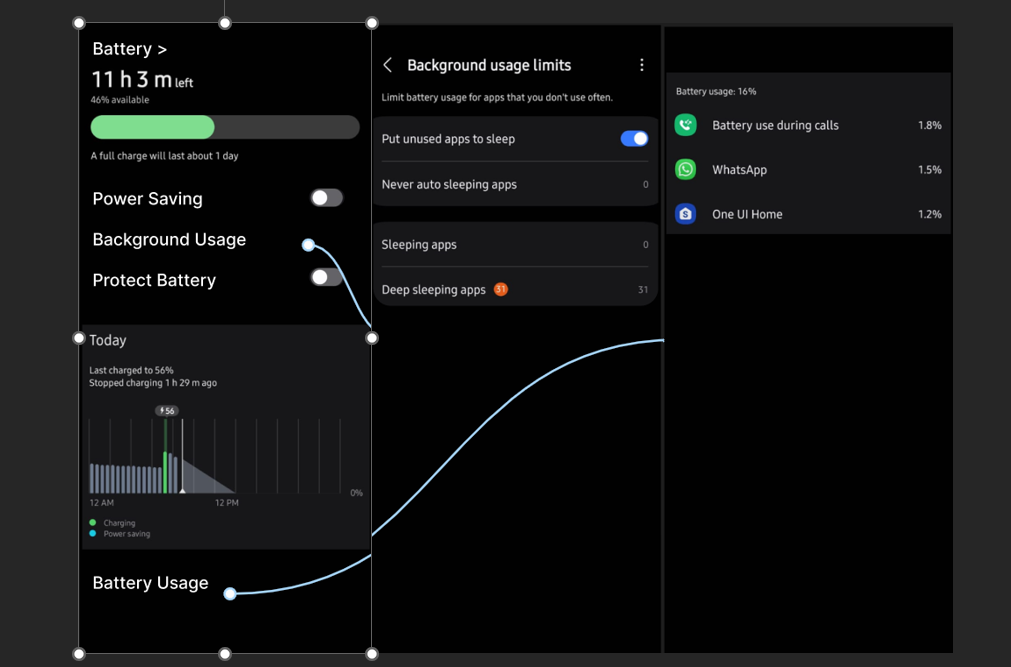 Battery >
11 h 3 m left
46% available
A full charge will last about 1 day
Power Saving
Background Usage
Protect Battery
Today
Last charged to 56%
Stopped charging 1 h 29 m ago
56
0%
12 AM 12 PM
Charging
Power saving
Battery Usage
Background usage limits
Limit battery usage for apps that you don't use often.
Put unused apps to sleep
Never auto sleeping apps 0
Sleeping apps 0
Deep sleeping apps 31 31
Battery usage: 16%
Battery use during calls 1.8%
WhatsApp 1.5%
S
One UI Home 1.2%